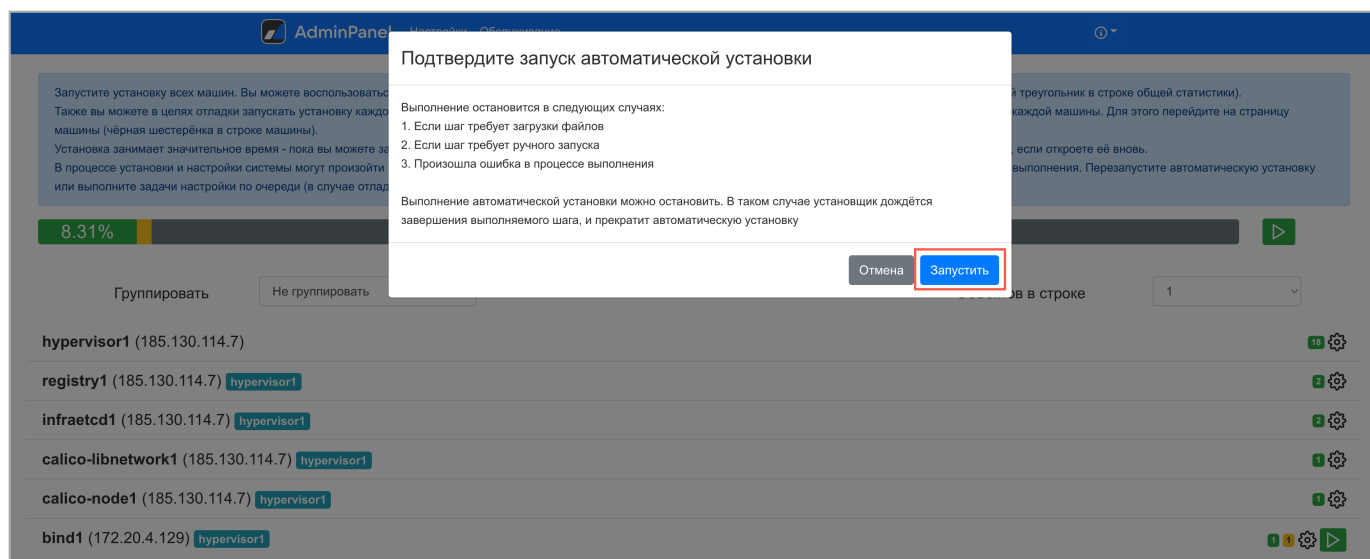 AdminPanel Настройки Обслуживание
Подтвердите запуск автоматической установки
Запустите установку всех машин. Вы можете
треугольник в строке общей статистики).
Также вы можете в целях отладки запускать установку
каждой машины. Для этого перейдите на страницу
машины (чёрная шестерёнка в строке машины).
Установка занимает значительное время - пока вы можете
если откроете её вновь.
В процессе установки и настройки системы могут произойти
выполнения. Перезапустите автоматическую установку
или выполните задачи настройки по очереди (в случае
Выполнение остановится в следующих случаях:
1. Если шаг требует загрузки файлов
2. Если шаг требует ручного запуска
3. Произошла ошибка в процессе выполнения
Выполнение автоматической установки можно остановить. В таком случае установщик дождётся
завершения выполняемого шага, и прекратит автоматическую установку
Отмена Запустить
8.31%
Группировать Не группировать в строке 1
hypervisor1 (185.130.114.7) 18
registry1 (185.130.114.7) hypervisor1 2
infraetcd1 (185.130.114.7) hypervisor1 2
calico-libnetwork1 (185.130.114.7) hypervisor1 1
calico-node1 (185.130.114.7) hypervisor1 1
bind1 (172.20.4.129) hypervisor1 1 1